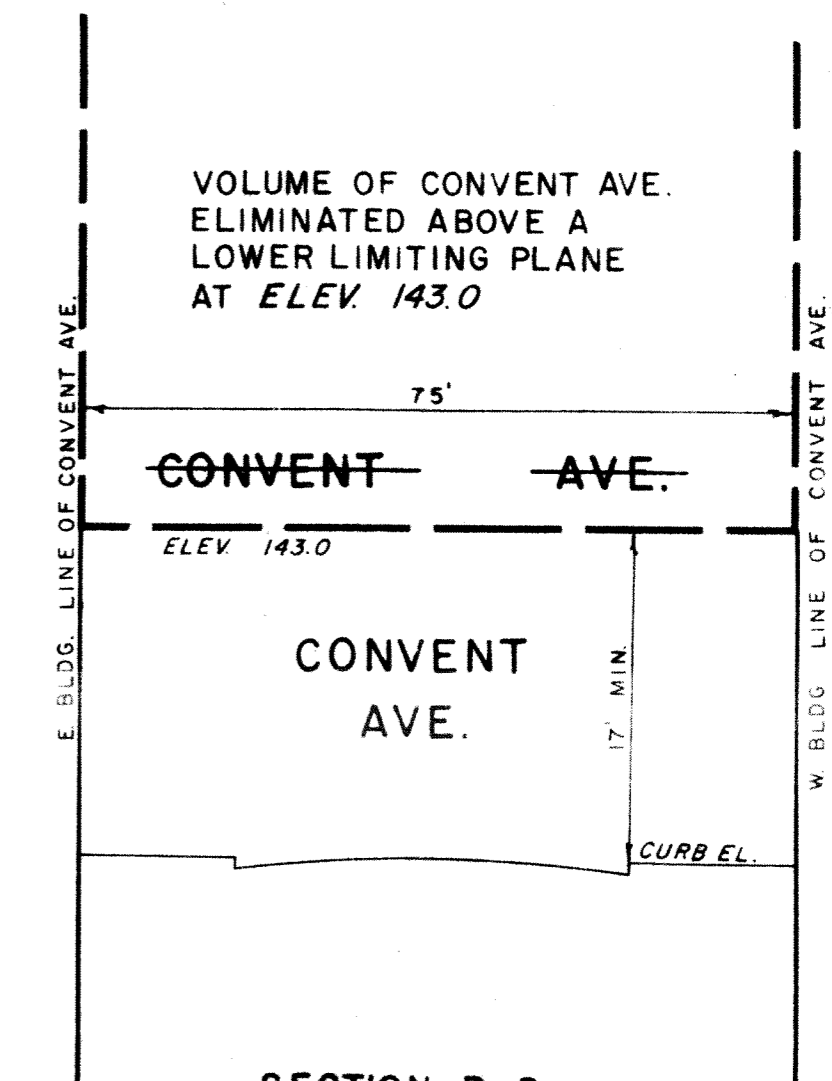 VOLUME OF CONVENT AVE.
ELIMINATED ABOVE A
LOWER LIMITING PLANE
AT ELEV. 143.0
75'
CONVENT AVE.
ELEV. 143.0
CONVENT
AVE.
17' MIN.
CURB EL.
E. BLDG. LINE OF CONVENT AVE.
W. BLDG LINE OF CONVENT AVE.
SECTION